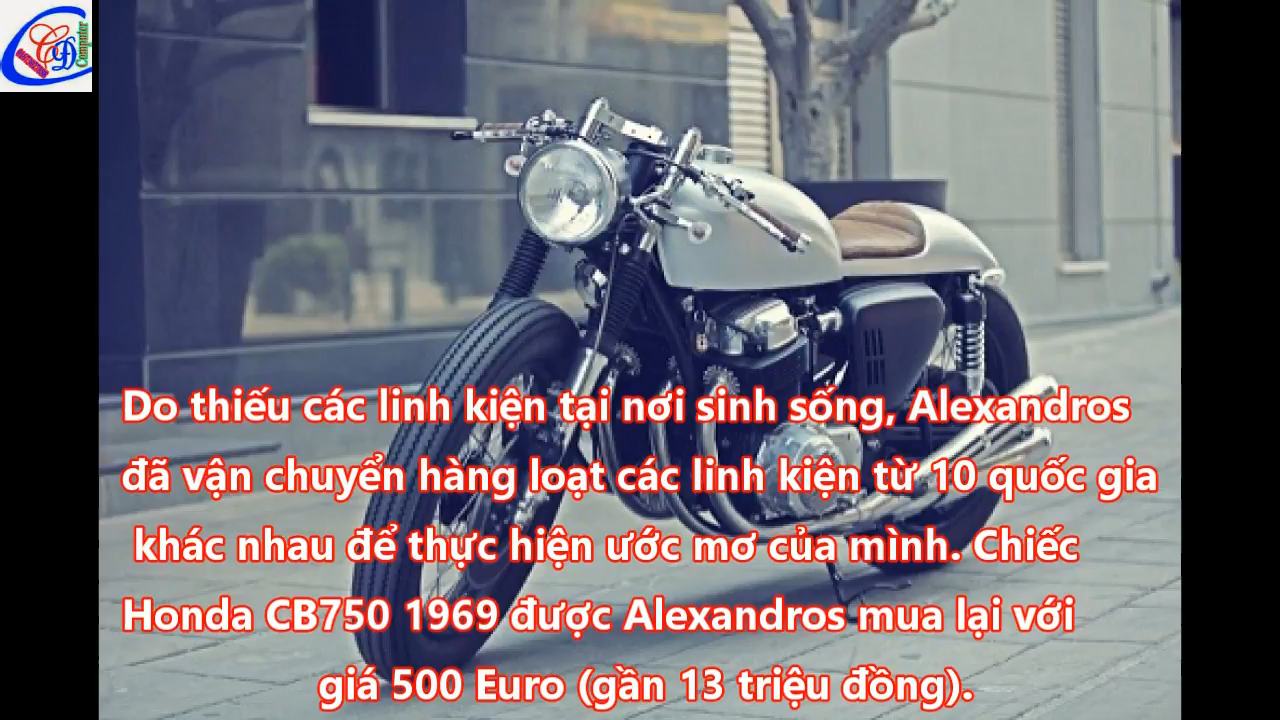 Computer
Do thiếu các linh kiện tại nơi sinh sống, Alexandros
đã vận chuyển hàng loạt các linh kiện từ 10 quốc gia
khác nhau để thực hiện ước mơ của mình. Chiếc
Honda CB750 1969 được Alexandros mua lại với
giá 500 Euro (gần 13 triệu đồng).